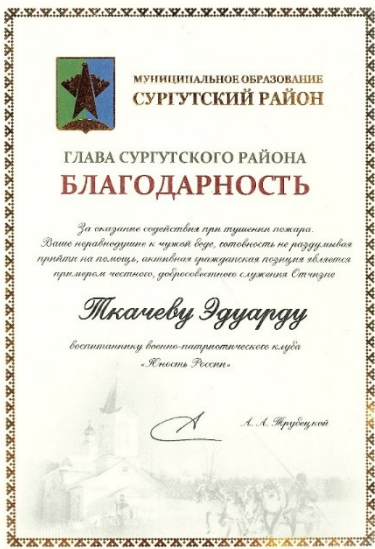 МУНИЦИПАЛЬНОЕ ОБРАЗОВАНИЕ
СУРГУТСКИЙ РАЙОН
ГЛАВА СУРГУТСКОГО РАЙОНА
БЛАГОДАРНОСТЬ
За оказание содействия при тушении пожара.
Ваше неравнодушие к чужой беде, готовность не раздумывая
прийти на помощь, активная гражданская позиция является
примером честного, добросовестного служения Отчизне
Ткачеву Эдуарду
воспитаннику военно-патриотического клуба
«Юность России»
А. А. Трубецкой